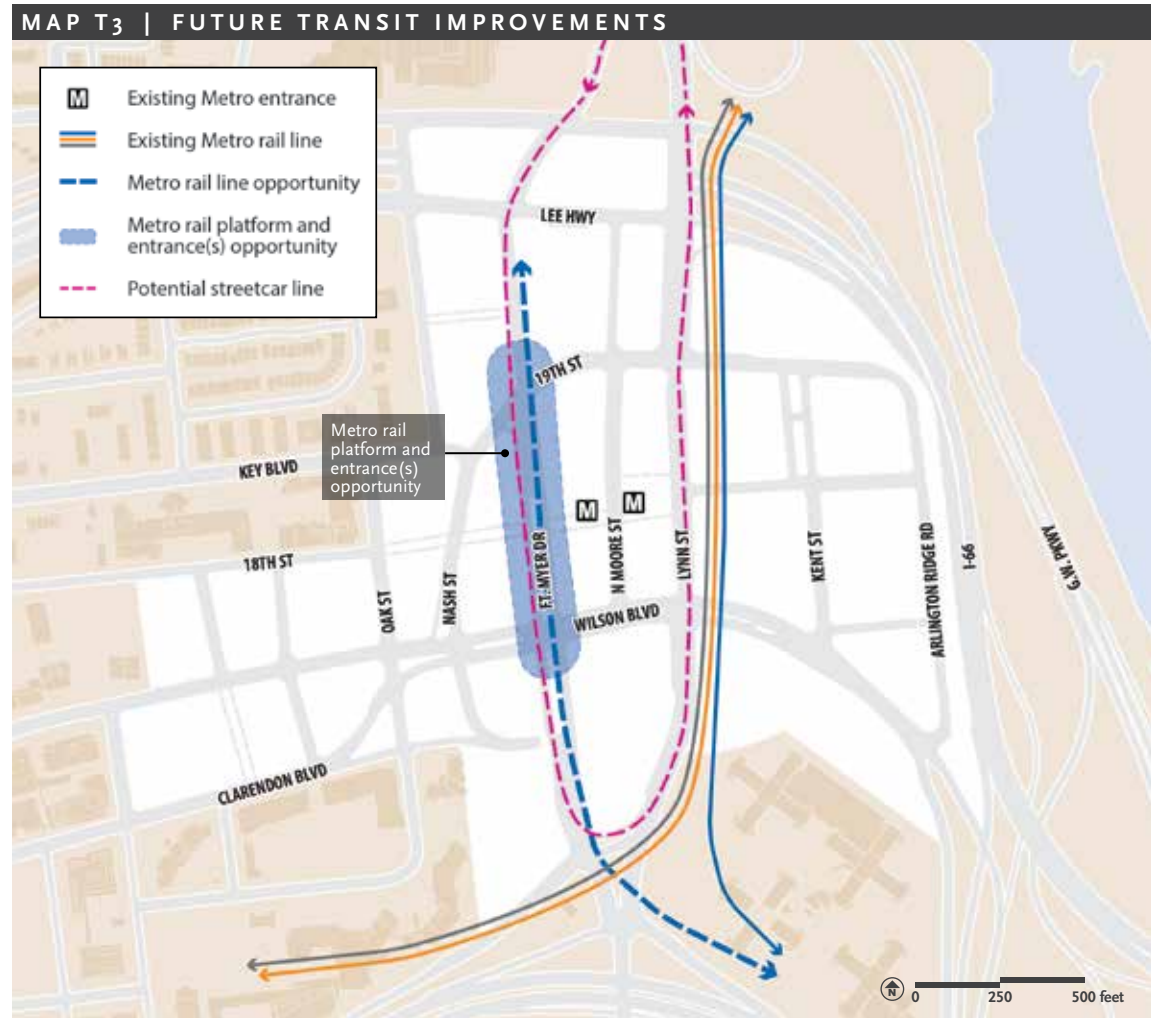 MAP T3 | FUTURE TRANSIT IMPROVEMENTS
M Existing Metro entrance
Existing Metro rail line
Metro rail line opportunity
Metro rail platform and
entrance(s) opportunity
Potential streetcar line
LEE HWY
19TH ST
Metro rail
platform and
entrance(s)
opportunity
KEY BLVD
M
M
18TH ST
OAK ST
NASH ST
F.T. MYER DR
N MOORE ST
LYNN ST
KENT ST
ARLINGTON RIDGE RD
I-66
G.W. PKWY
WILSON BLVD
CLARENDON BLVD
N
0 250 500 feet